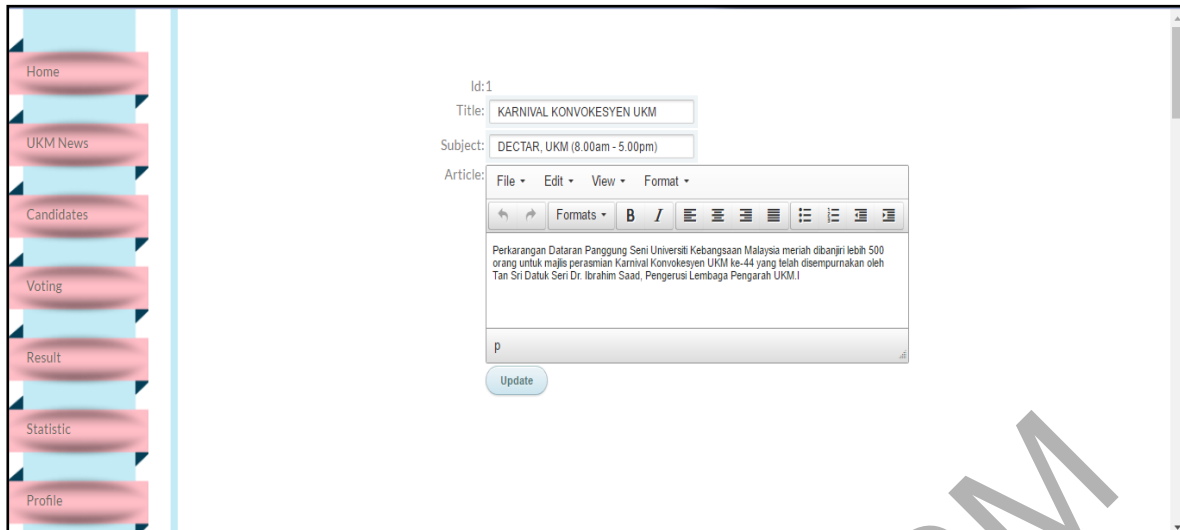 Home
UKM News
Candidates
Voting
Result
Statistic
Profile
Id:1
Title: KARNIVAL KONVOKESYEN UKM
Subject: DECTAR, UKM (8.00am - 5.00pm)
Article:
File Edit View Format
Formats B I
Perkarangan Dataran Panggung Seni Universiti Kebangsaan Malaysia meriah dibanjiri lebih 500
orang untuk majlis perasmian Karnival Konvokesyen UKM ke-44 yang telah disempurnakan oleh
Tan Sri Datuk Seri Dr. Ibrahim Saad, Pengerusi Lembaga Pengarah UKM.I
p
Update